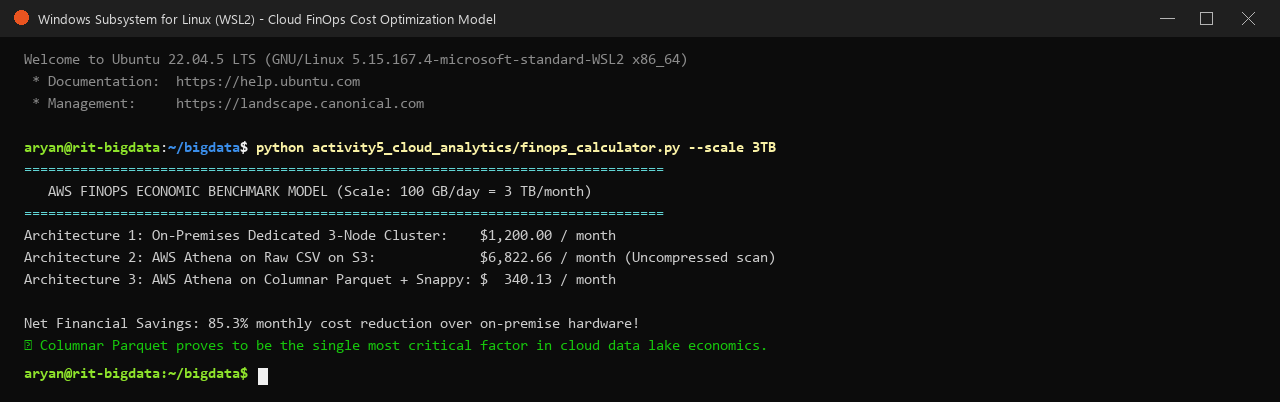 Windows Subsystem for Linux (WSL2) - Cloud FinOps Cost Optimization Model
Welcome to Ubuntu 22.04.5 LTS (GNU/Linux 5.15.167.4-microsoft-standard-WSL2 x86_64)
 * Documentation:  https://help.ubuntu.com
 * Management:     https://landscape.canonical.com
aryan@rit-bigdata:~/bigdata$ python activity5_cloud_analytics/finops_calculator.py --scale 3TB
================================================================================
   AWS FINOPS ECONOMIC BENCHMARK MODEL (Scale: 100 GB/day = 3 TB/month)
================================================================================
Architecture 1: On-Premises Dedicated 3-Node Cluster:    $1,200.00 / month
Architecture 2: AWS Athena on Raw CSV on S3:             $6,822.66 / month (Uncompressed scan)
Architecture 3: AWS Athena on Columnar Parquet + Snappy: $  340.13 / month
Net Financial Savings: 85.3% monthly cost reduction over on-premise hardware!
Columnar Parquet proves to be the single most critical factor in cloud data lake economics.
aryan@rit-bigdata:~/bigdata$